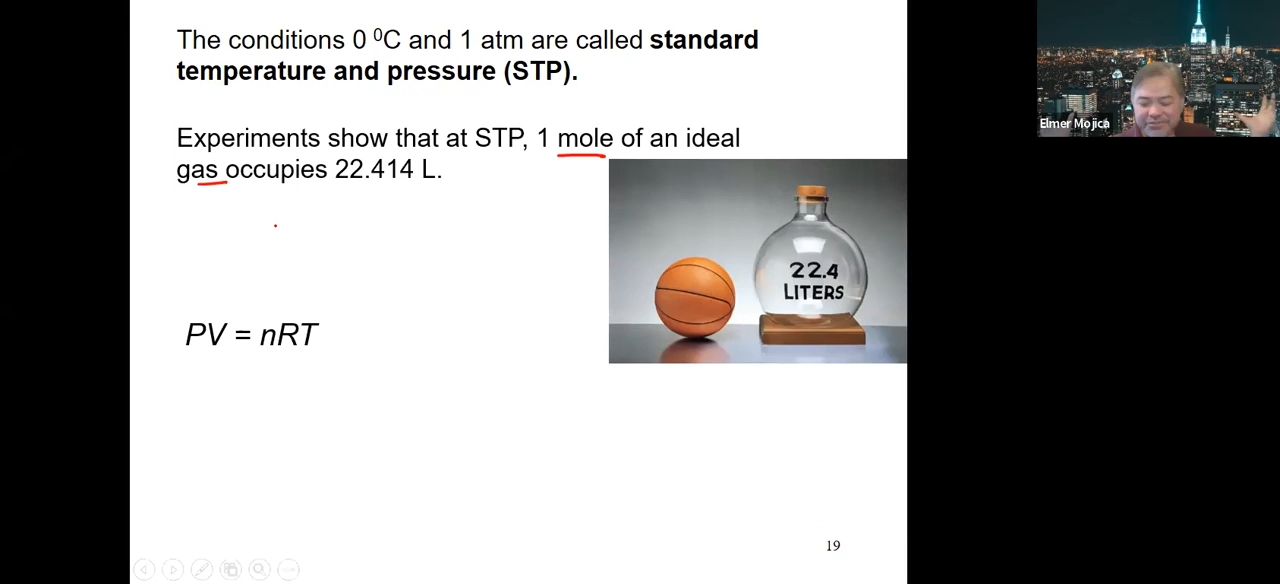 The conditions 0 ⁰C and 1 atm are called standard
temperature and pressure (STP).
Experiments show that at STP, 1 mole of an ideal
gas occupies 22.414 L.
22.4
LITERS
PV = nRT
19
Elmer Mojica